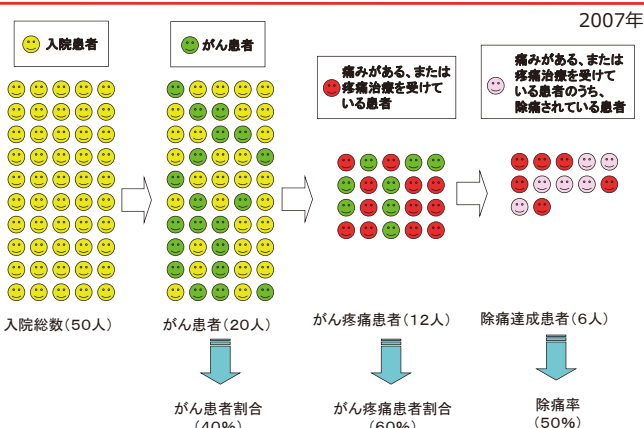 2007年
入院患者
がん患者
痛みがある、または
疼痛治療を受けて
いる患者
痛みがある、または
疼痛治療を受けて
いる患者のうち、
除痛されている患者
入院総数(50人)
がん患者(20人)
がん疼痛患者(12人)
除痛達成患者(6人)
がん患者割合
(40%)
がん疼痛患者割合
(60%)
除痛率
(50%)